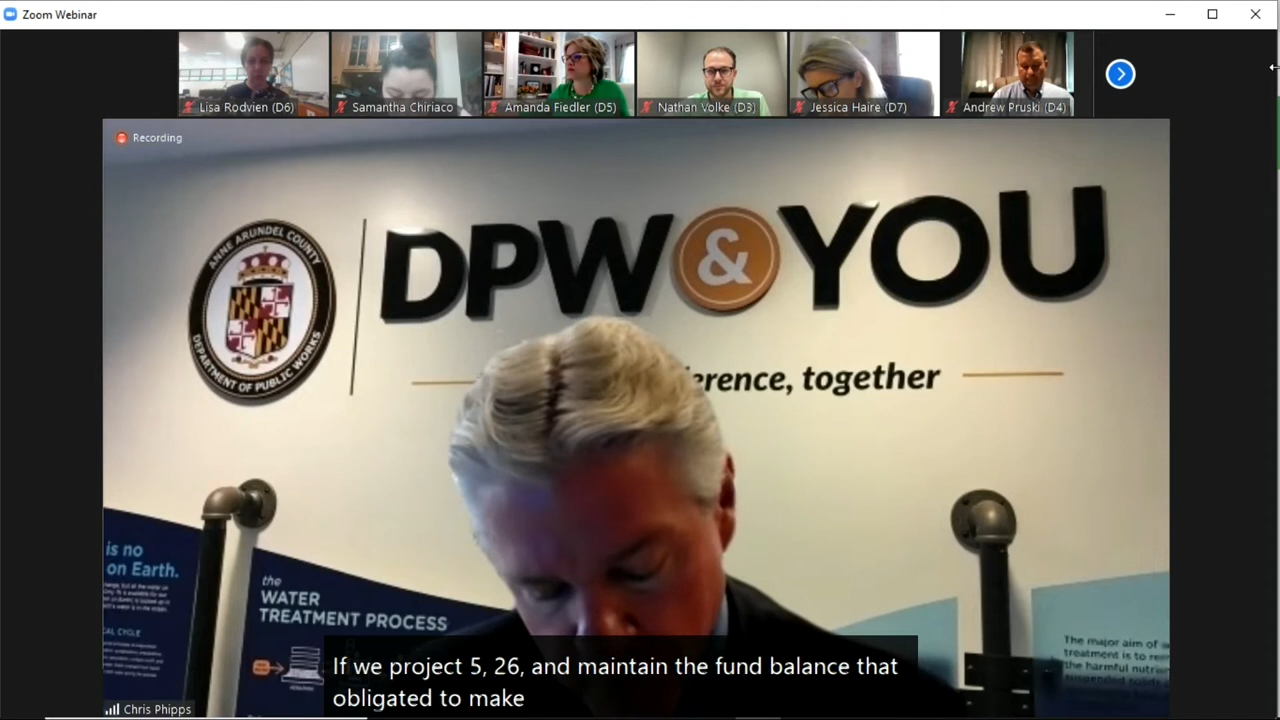 Zoom Webinar
Lisa Rodvien (D6)
Samantha Chiriaco
Amanda Fiedler (D5)
Nathan Volke (D3)
Jessica Haire (D7)
Andrew Pruski (D4)
Recording
ANNE ARUNDEL COUNTY
DEPARTMENT OF PUBLIC WORKS
DPW & YOU
erence, together
is no
on Earth.
the
WATER
TREATMENT PROCESS
CAL CYCLE
The major aim of
treatment is to
the harmful
suspended
If we project 5, 26, and maintain the fund balance that
obligated to make
Chris Phipps